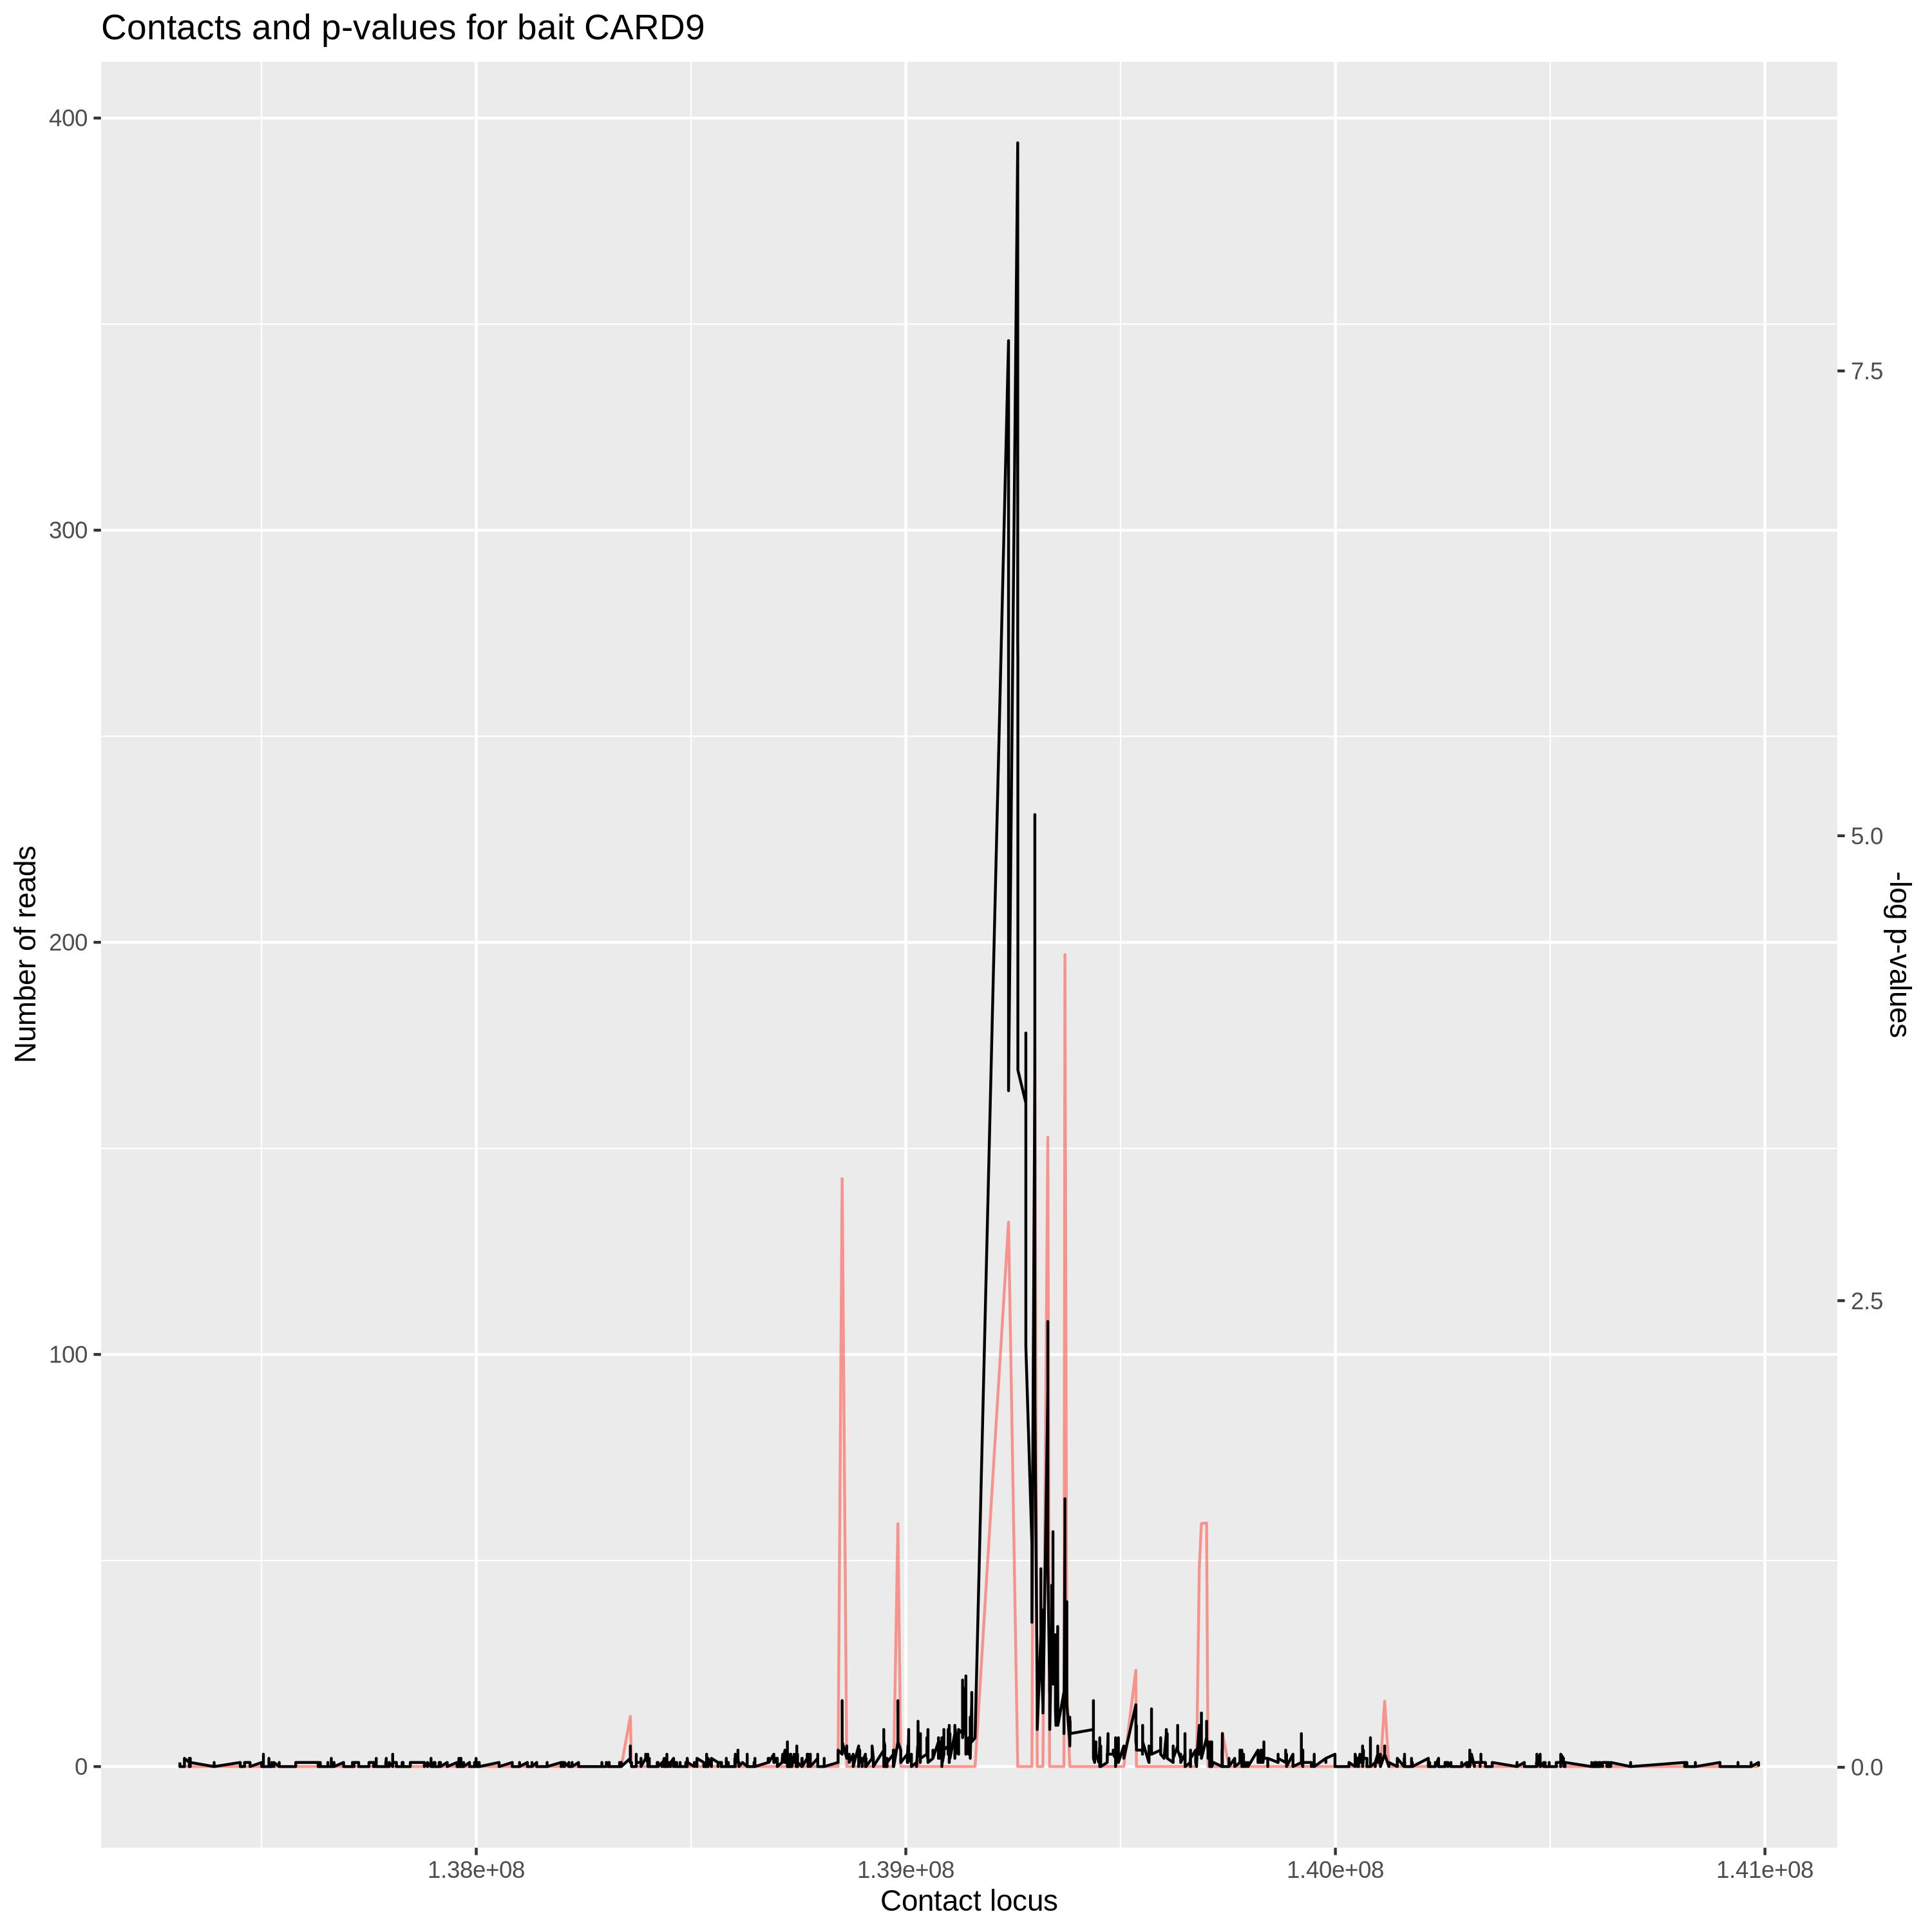 Contacts and p-values for bait CARD9
400
300
200
100
0
Number of reads
7.5
5.0
2.5
0.0
-log p-values
1.38e+08
1.39e+08
1.40e+08
1.41e+08
Contact locus